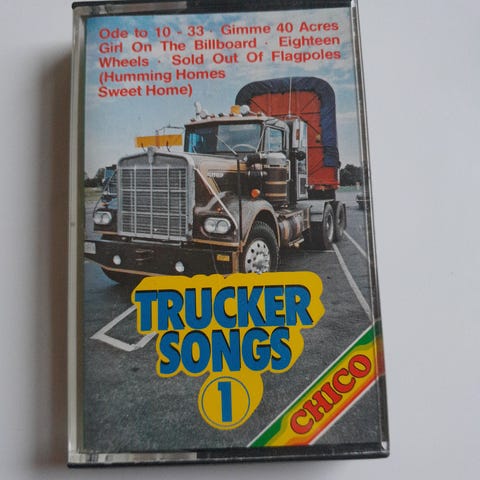 Ode to 10 - 33 · Gimme 40 Acres
Girl On The Billboard · Eighteen
Wheels · Sold Out Of Flagpoles
(Humming Homes
Sweet Home)
TRUCKER
SONGS
1
CHICO